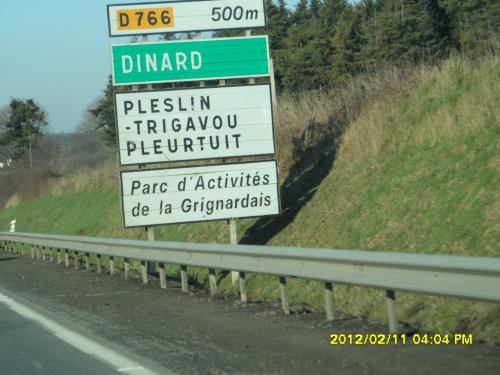 D766 500m
DINARD
PLESLIN
-TRIGAVOU
PLEURTUIT
Parc d'Activités
de la Grignardais
2012/02/11 04:04 PM